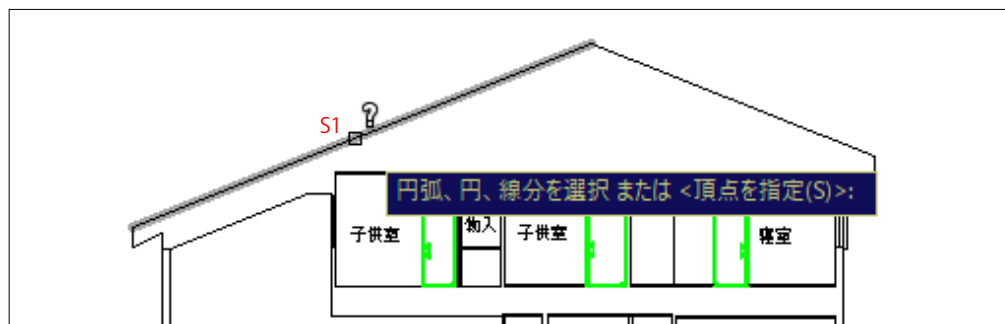 S1
円弧、円、線分を選択 または <頂点を指定(S)>:
子供室
物入
子供室
寝室